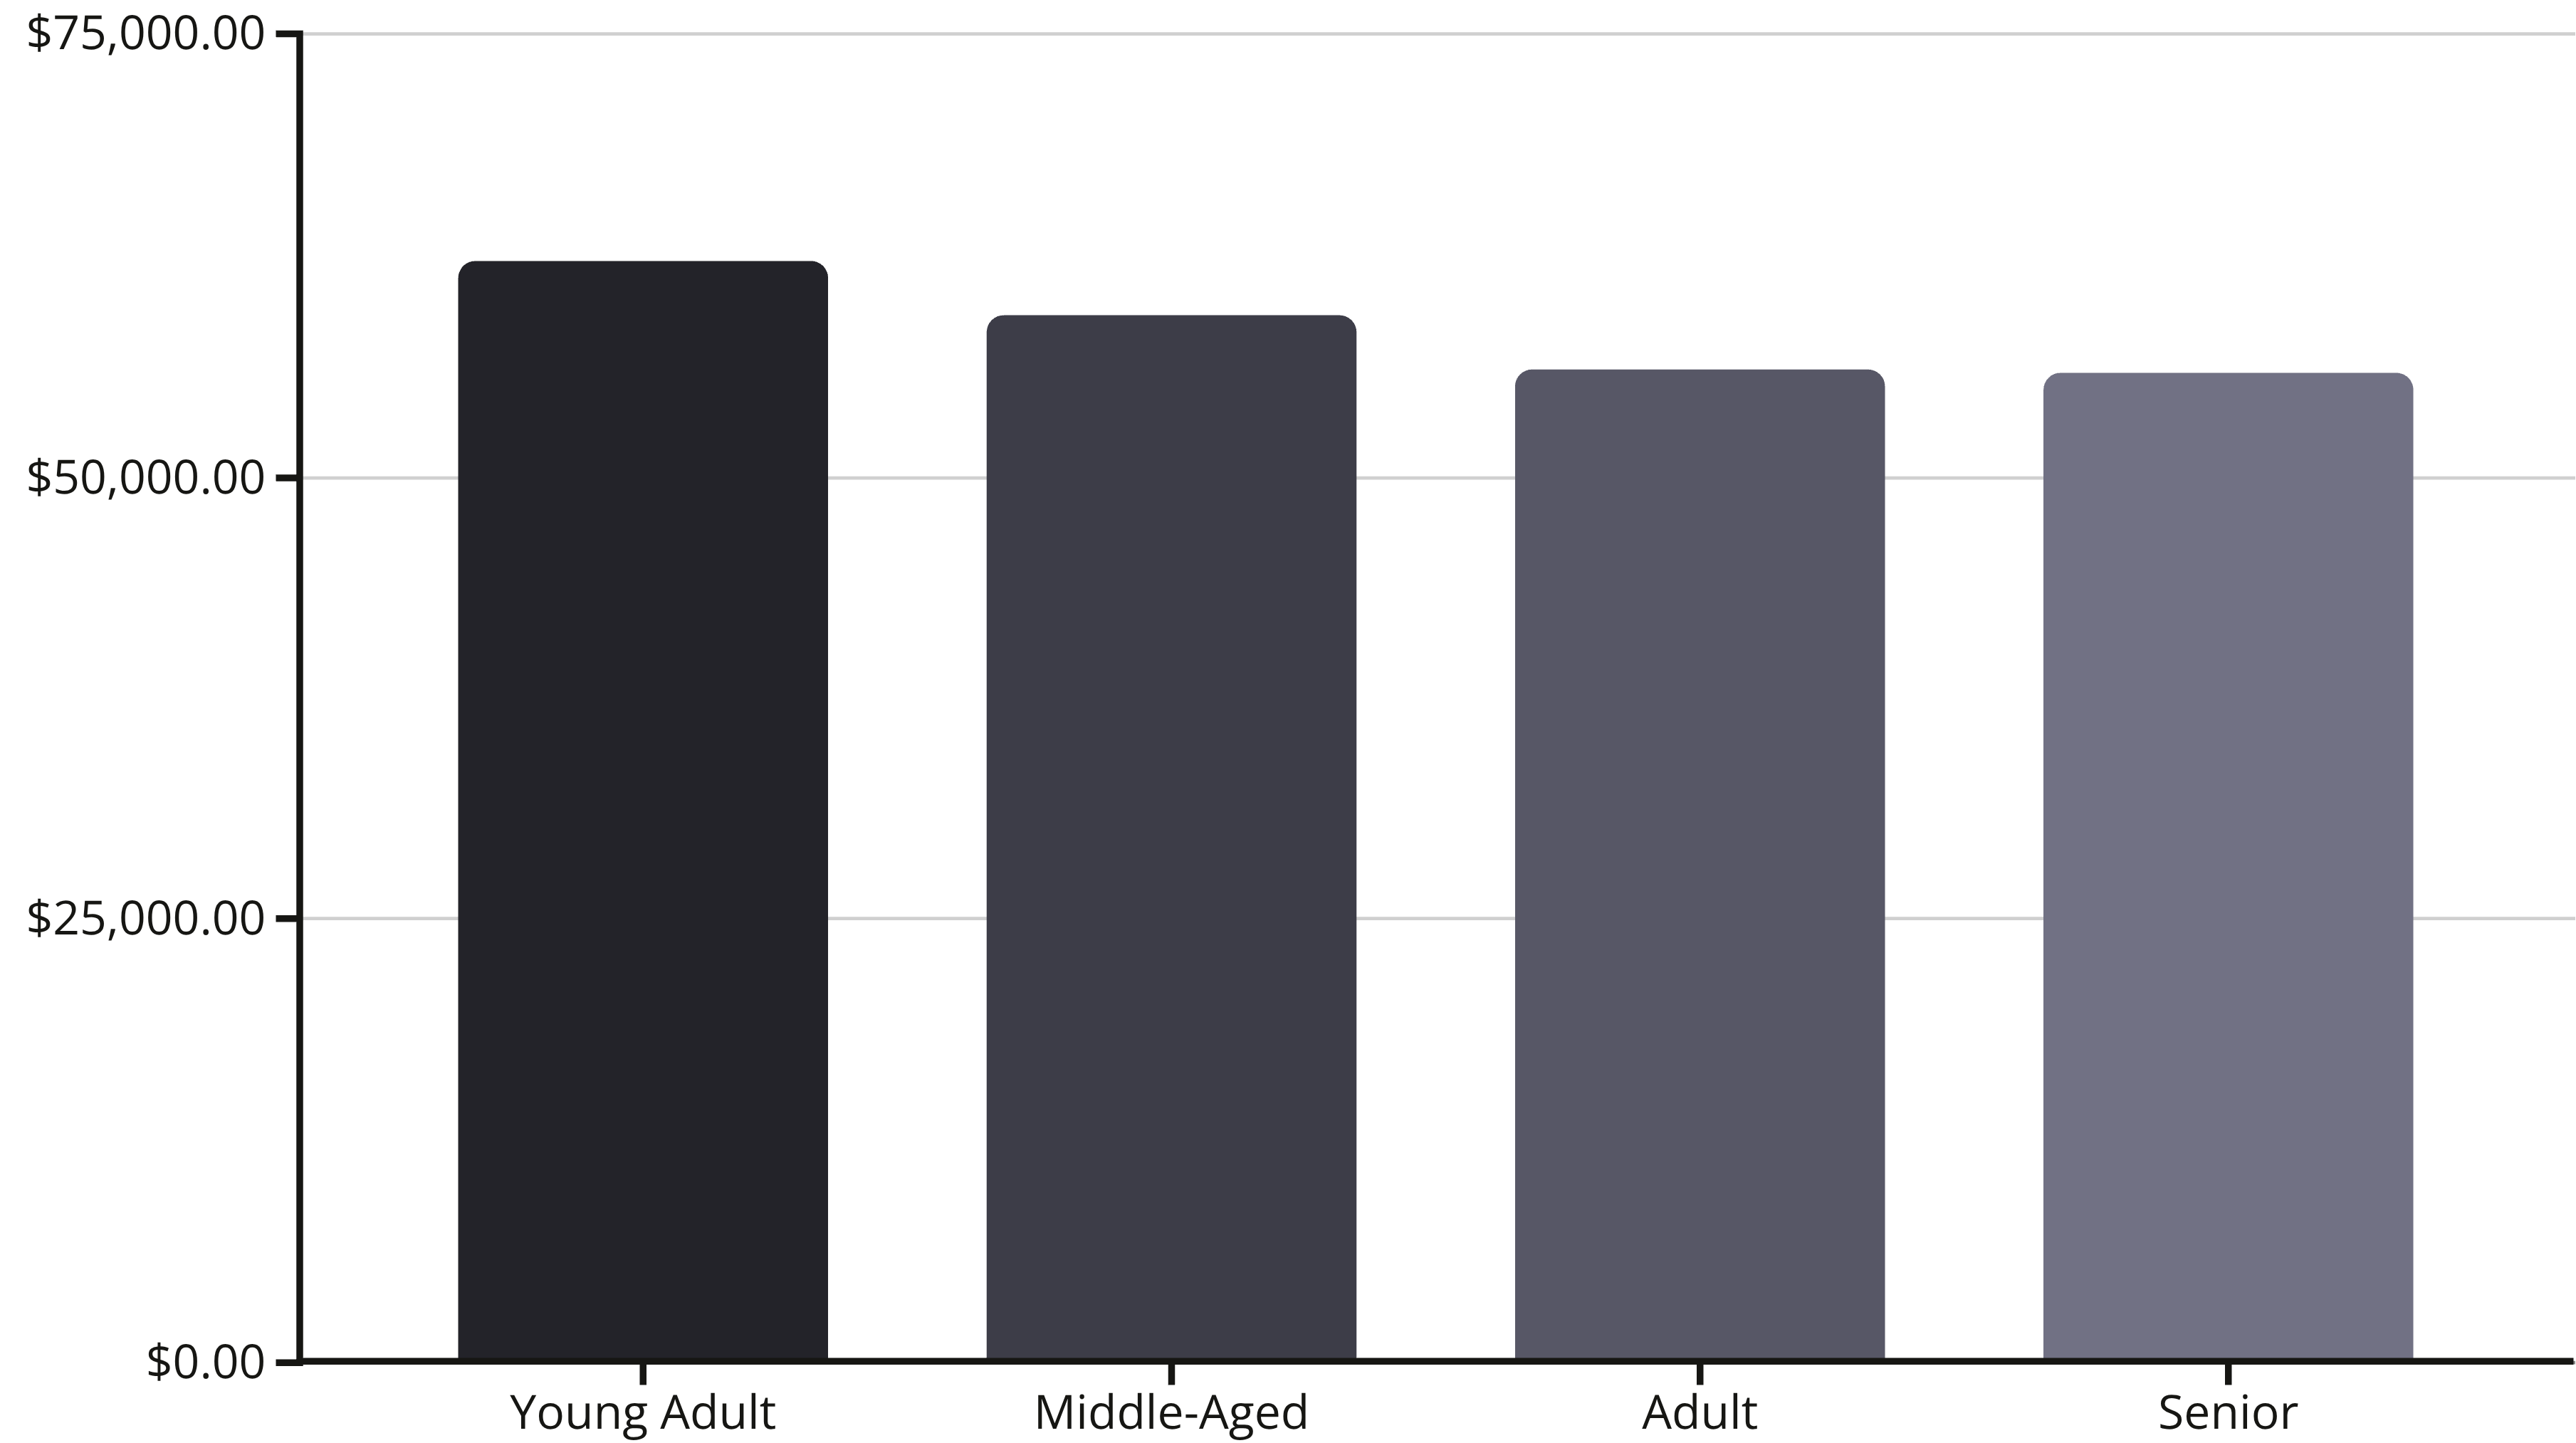 $75,000.00
$50,000.00
$25,000.00
$0.00
Young Adult
Middle-Aged
Adult
Senior